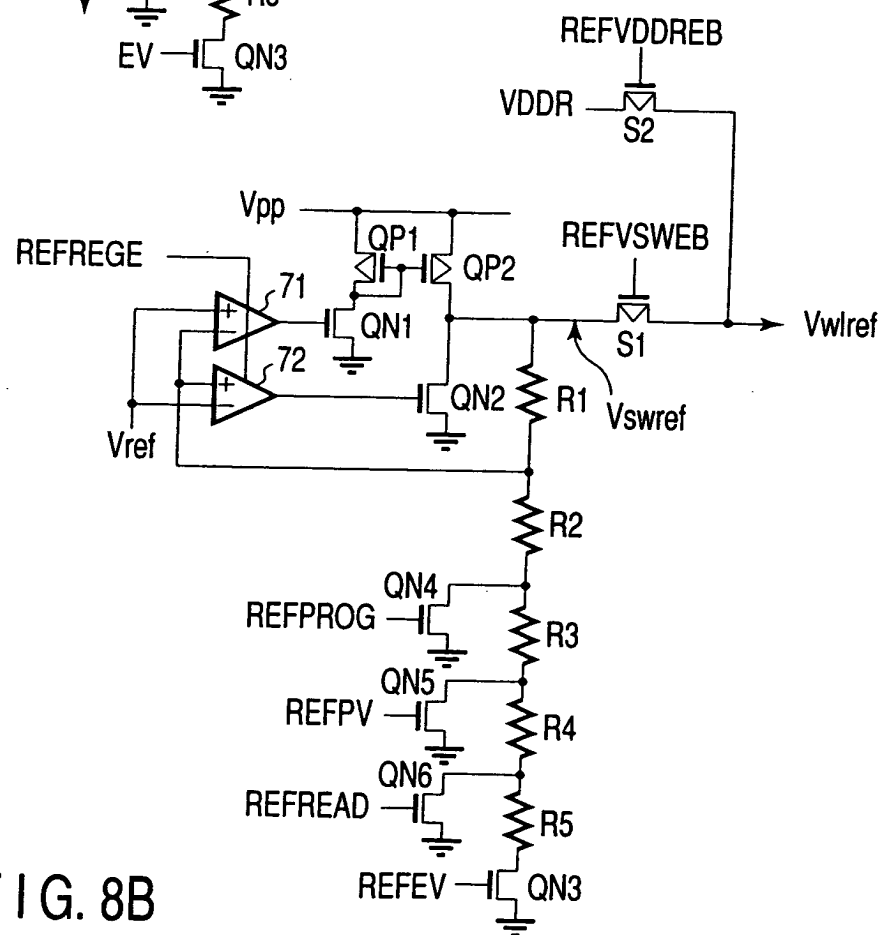 EV
QN3
REFVDDREB
VDDR
S2
Vpp
REFREGE
QP1
QP2
REFVSWEB
71
+
−
QN1
S1
Vwlref
72
+
−
QN2
R1
Vswref
Vref
R2
QN4
REFPROG
R3
QN5
REFPV
R4
QN6
REFREAD
R5
REFEV
QN3
IG. 8B